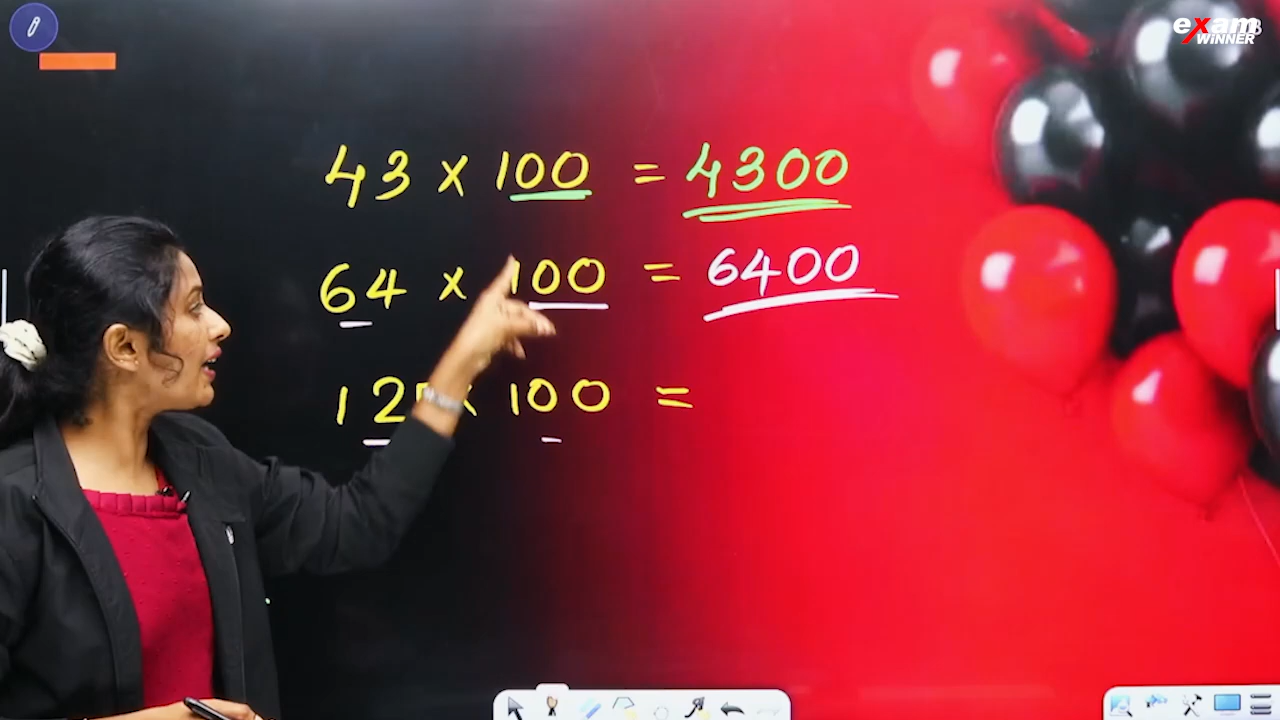 exam
WINNER
43 × 100 = 4300
64 × 100 = 6400
12 × 100 =